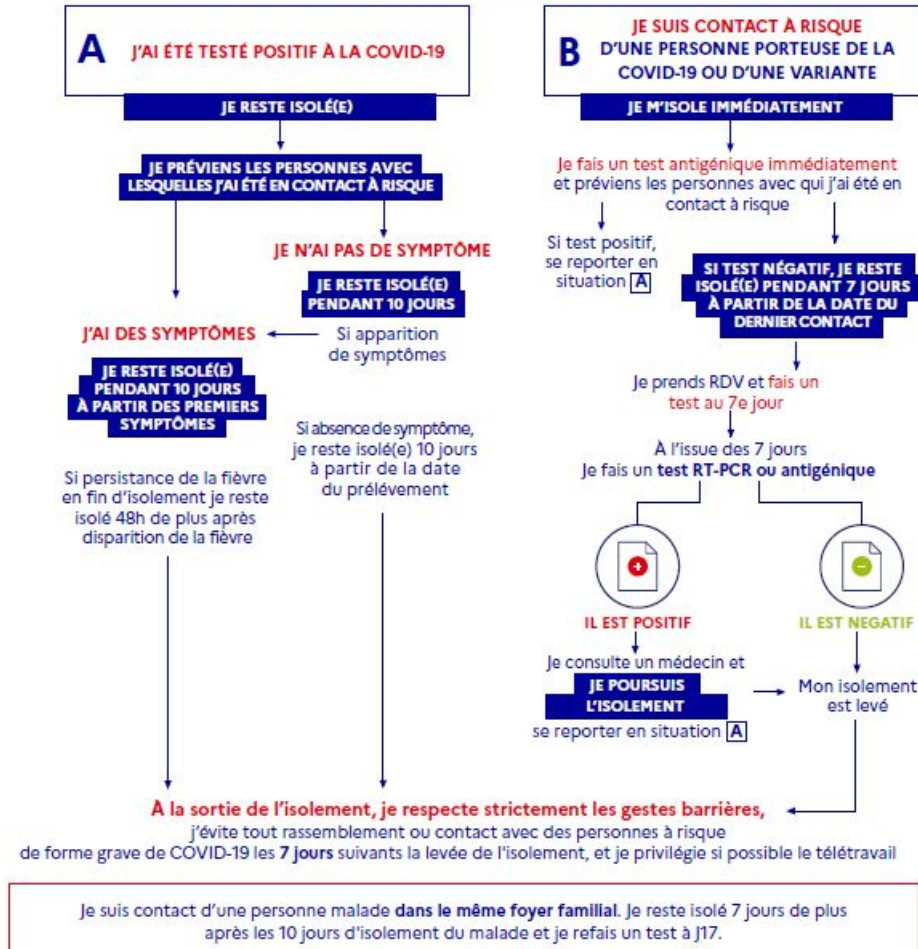 A
J'AI ÉTÉ TESTÉ POSITIF À LA COVID-19
JE RESTE ISOLÉ(E)
JE PRÉVIENS LES PERSONNES AVEC
LESQUELLES J'AI ÉTÉ EN CONTACT À RISQUE
JE N'AI PAS DE SYMPTÔME
JE RESTE ISOLÉ(E)
PENDANT 10 JOURS
Si apparition
de symptômes
J'AI DES SYMPTÔMES
JE RESTE ISOLÉ(E)
PENDANT 10 JOURS
À PARTIR DES PREMIERS
SYMPTÔMES
Si absence de symptôme,
je reste isolé(e) 10 jours
à partir de la date
du prélévement
Si persistance de la fièvre
en fin d'isolement je reste
isolé 48h de plus après
disparition de la fièvre
B
JE SUIS CONTACT À RISQUE
D'UNE PERSONNE PORTEUSE DE LA
COVID-19 OU D'UNE VARIANTE
JE M'ISOLE IMMÉDIATEMENT
Je fais un test antigénique immédiatement
et préviens les personnes avec qui j'ai été en
contact à risque
Si test positif,
se reporter en
situation A
SI TEST NÉGATIF, JE RESTE
ISOLÉ(E) PENDANT 7 JOURS
À PARTIR DE LA DATE DU
DERNIER CONTACT
Je prends RDV et fais un
test au 7e jour
À l'issue des 7 jours
Je fais un test RT-PCR ou antigénique
IL EST POSITIF
IL EST NEGATIF
Je consulte un médecin et
JE POURSUIS
L'ISOLEMENT
se reporter en situation A
Mon isolement
est levé
À la sortie de l'isolement, je respecte strictement les gestes barrières,
j'évite tout rassemblement ou contact avec des personnes à risque
de forme grave de COVID-19 les 7 jours suivants la levée de l'isolement, et je privilégie si possible le télétravail
Je suis contact d'une personne malade dans le même foyer familial. Je reste isolé 7 jours de plus
après les 10 jours d'isolement du malade et je refais un test à J17.